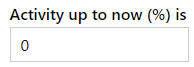 Activity up to now (%) is
0